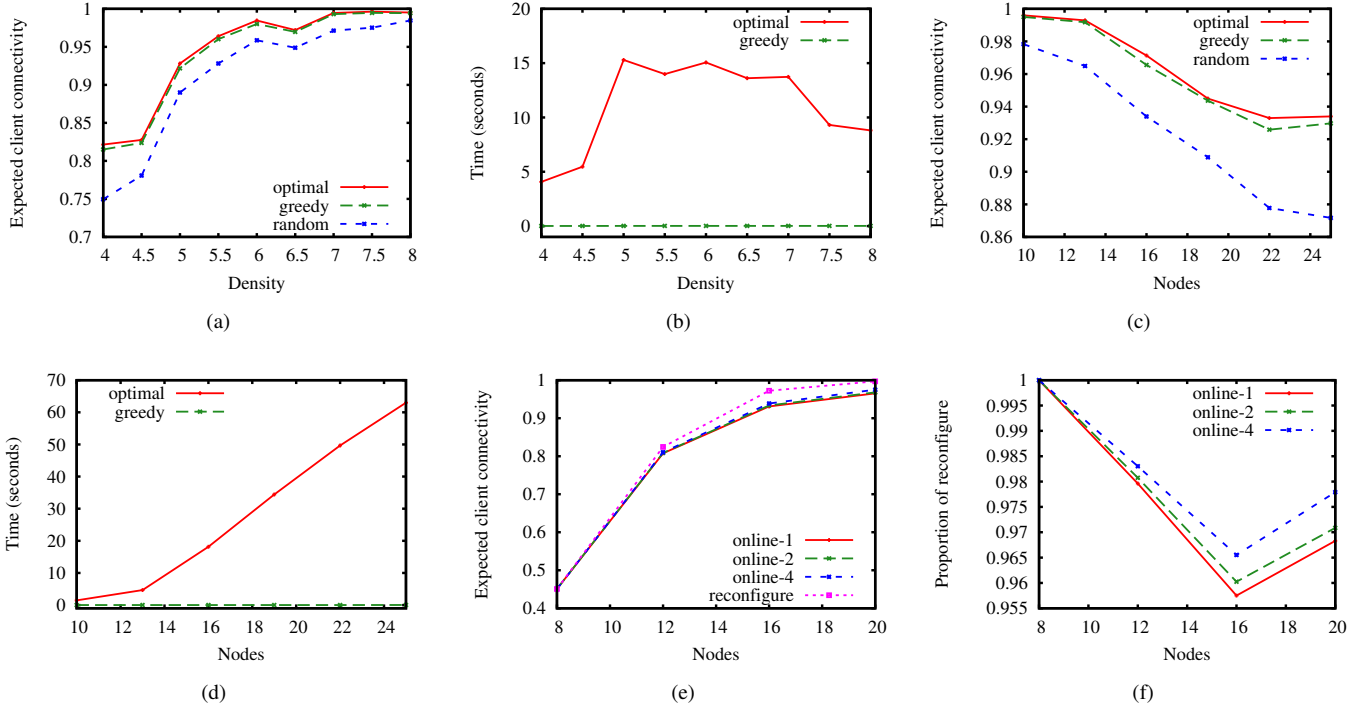 Expected client connectivity
1
0.95
0.9
0.85
0.8
0.75
0.7
optimal
greedy
random
4 4.5 5 5.5 6 6.5 7 7.5 8
Density
(a)
Time (seconds)
20
15
10
5
0
optimal
greedy
4 4.5 5 5.5 6 6.5 7 7.5 8
Density
(b)
Expected client connectivity
1
0.98
0.96
0.94
0.92
0.9
0.88
0.86
optimal
greedy
random
10 12 14 16 18 20 22 24
Nodes
(c)
Time (seconds)
70
60
50
40
30
20
10
0
optimal
greedy
10 12 14 16 18 20 22 24
Nodes
(d)
Expected client connectivity
1
0.9
0.8
0.7
0.6
0.5
0.4
online-1
online-2
online-4
reconfigure
8 10 12 14 16 18 20
Nodes
(e)
Proportion of reconfigure
1
0.995
0.99
0.985
0.98
0.975
0.97
0.965
0.96
0.955
online-1
online-2
online-4
8 10 12 14 16 18 20
Nodes
(f)